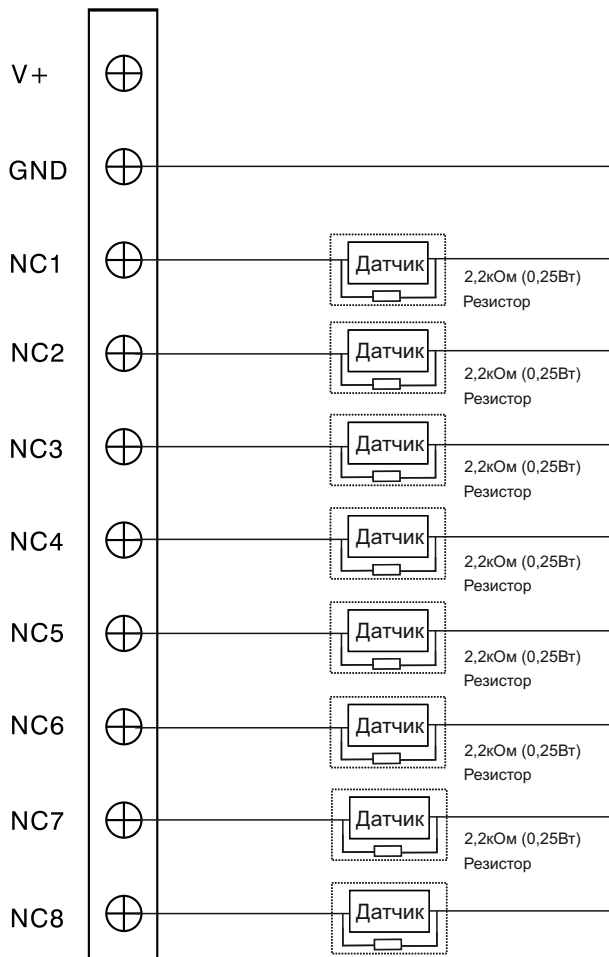 V+
GND
NC1
Датчик
2,2кОм (0,25Вт)
Резистор
NC2
Датчик
2,2кОм (0,25Вт)
Резистор
NC3
Датчик
2,2кОм (0,25Вт)
Резистор
NC4
Датчик
2,2кОм (0,25Вт)
Резистор
NC5
Датчик
2,2кОм (0,25Вт)
Резистор
NC6
Датчик
2,2кОм (0,25Вт)
Резистор
NC7
Датчик
2,2кОм (0,25Вт)
Резистор
NC8
Датчик